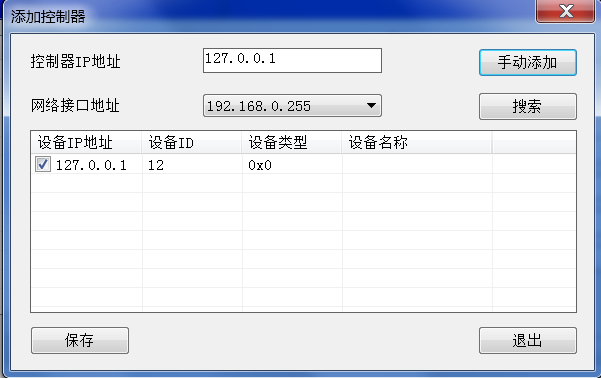 添加控制器
控制器IP地址 127.0.0.1 手动添加
网络接口地址 192.168.0.255 搜索
设备IP地址 设备ID 设备类型 设备名称
127.0.0.1 12 0x0
保存 退出